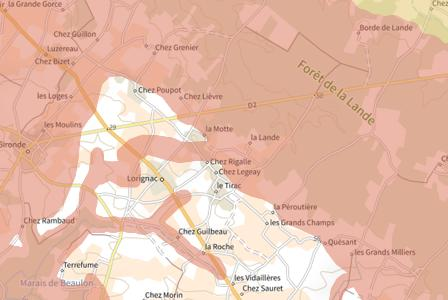 la Grande Gorce
Borde de Lande
Chez Guillon
Luzereau
Chez Grenier
Chez Bizet
Forêt de la Lande
Chez Poupot
Chez Lièvre
les Loges
D2
les Moulins
129
la Motte
la Lande
Gironde
Chez Rigalle
Chez Legeay
Lorignac
le Tirac
la Péroutière
Chez Rambaud
les Grands Champs
Chez Guilbeau
Quésant
la Roche
les Grands Milliers
Terrefume
les Vidaillères
Marais de Beaulon
Chez Sauret
Chez Morin